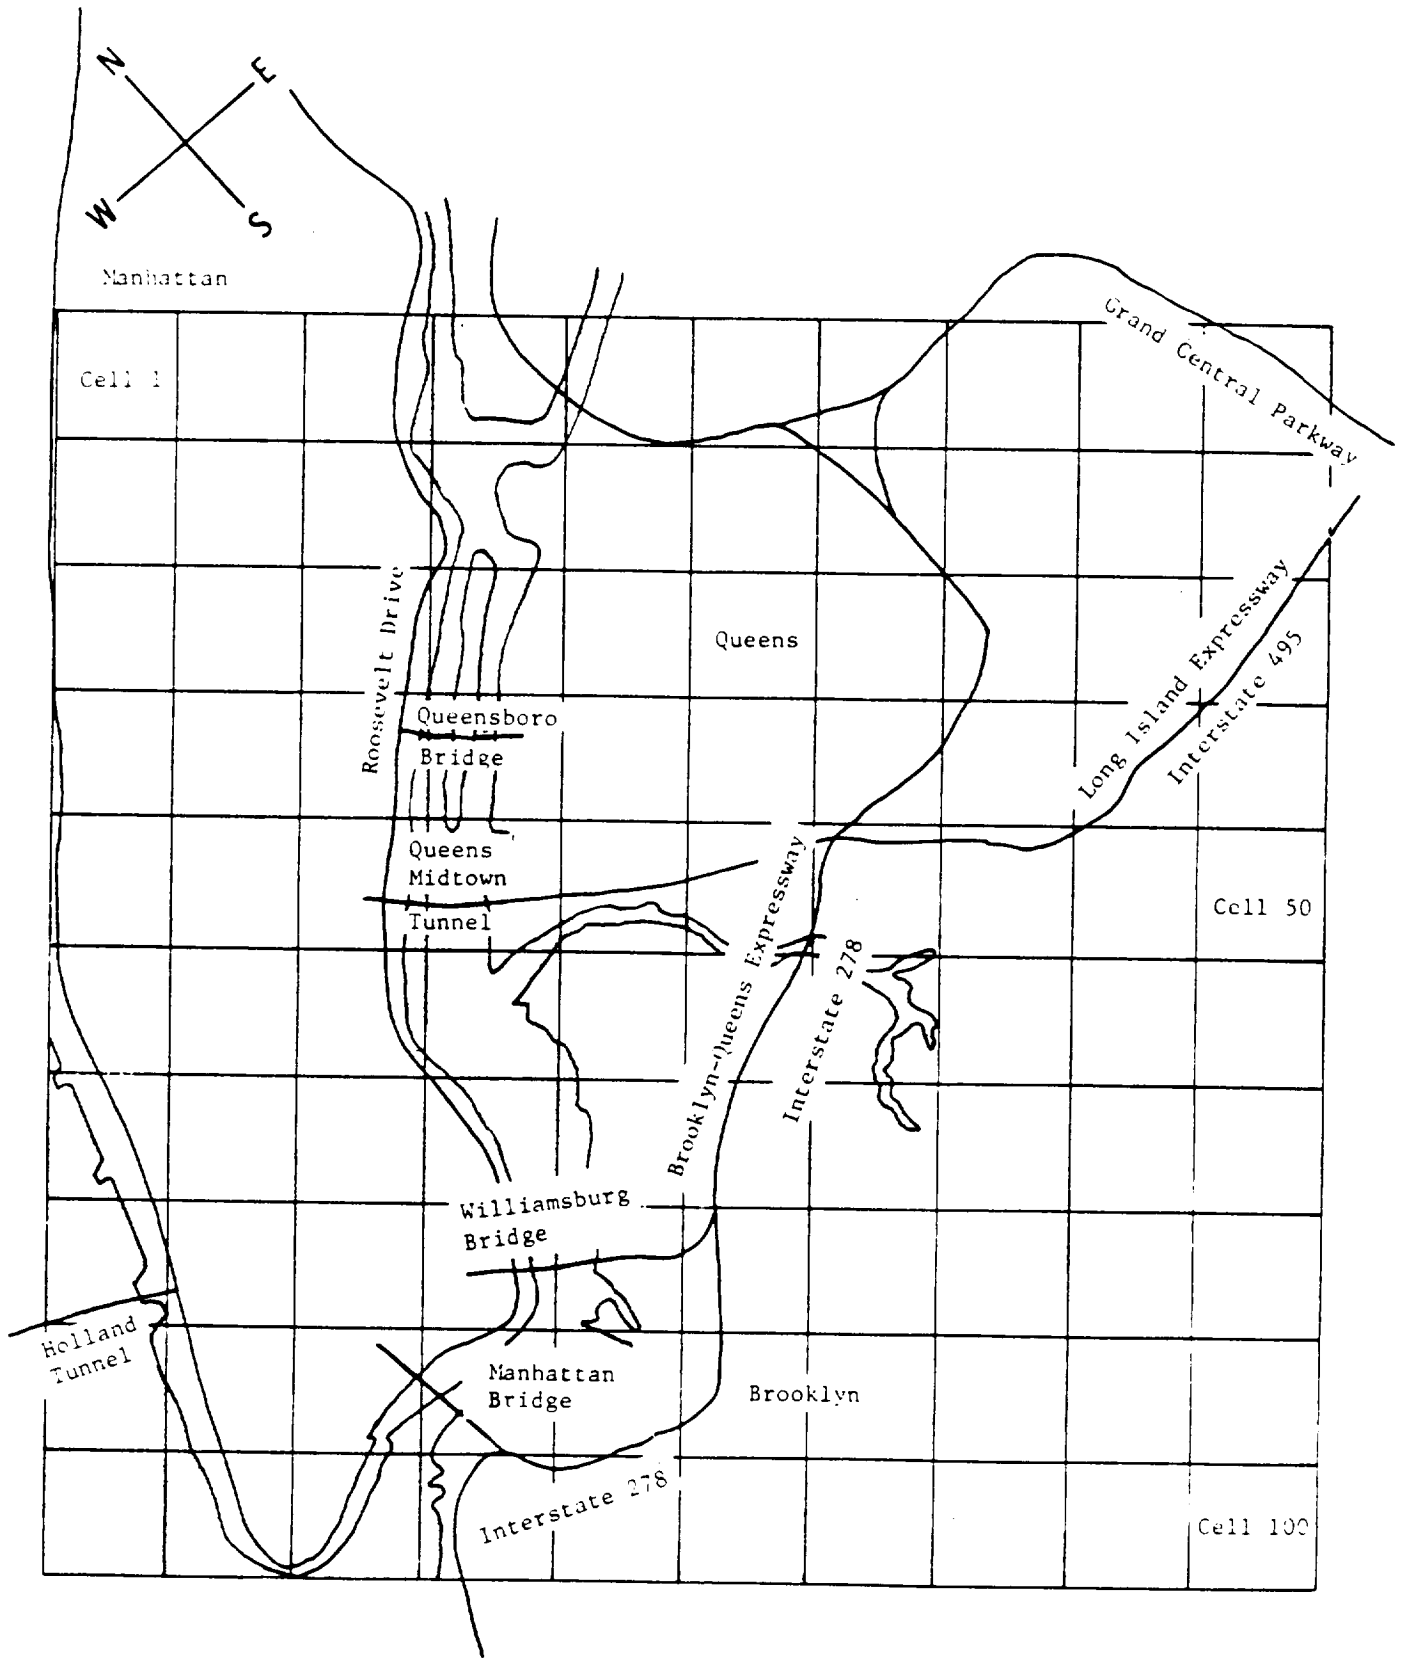 N
E
W
S
Manhattan
Grand Central Parkway
Cell 1
Roosevelt Drive
Queens
Long Island Expressway
Interstate 495
Queensboro
Bridge
Queens
Midtown
Tunnel
Cell 50
Brooklyn-Queens Expressway
Interstate 278
Williamsburg
Bridge
Holland
Tunnel
Manhattan
Bridge
Brooklyn
Interstate 278
Cell 100